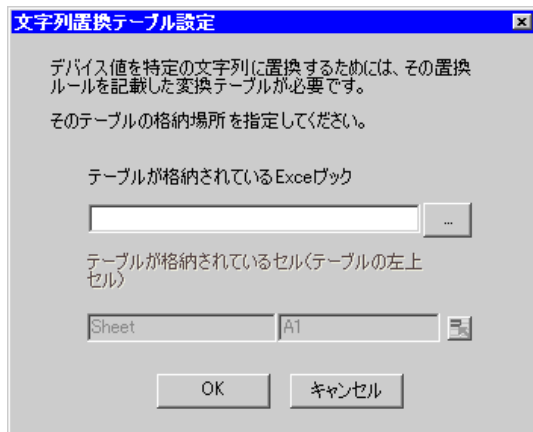 文字列置換テーブル設定
デバイス値を特定の文字列に置換するためには、その置換
ルールを記載した変換テーブルが必要です。
そのテーブルの格納場所を指定してください。
テーブルが格納されているExcelブック
...
テーブルが格納されているセル(テーブルの左上
セル)
Sheet A1
OK キャンセル